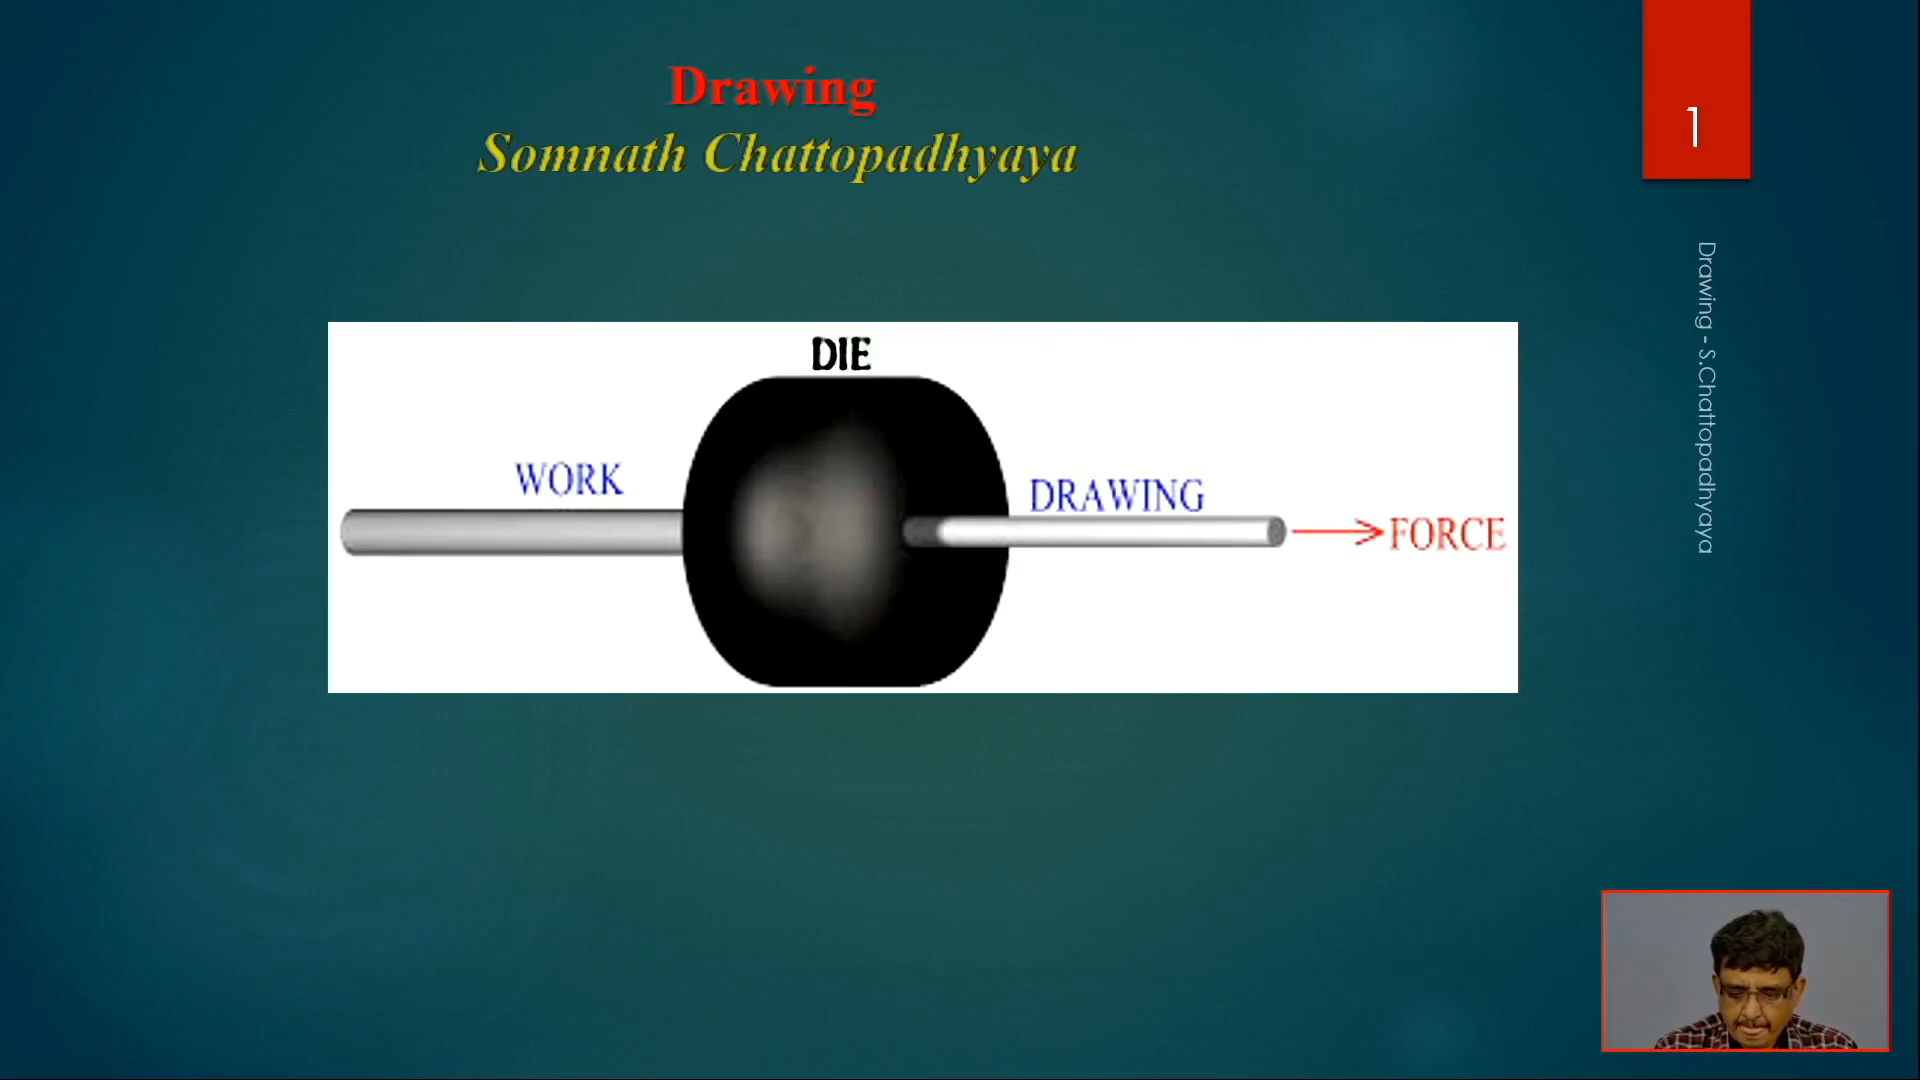 Drawing
Somnath Chattopadhyaya
1
Drawing - S.Chattopadhyaya
DIE
WORK
DRAWING
FORCE